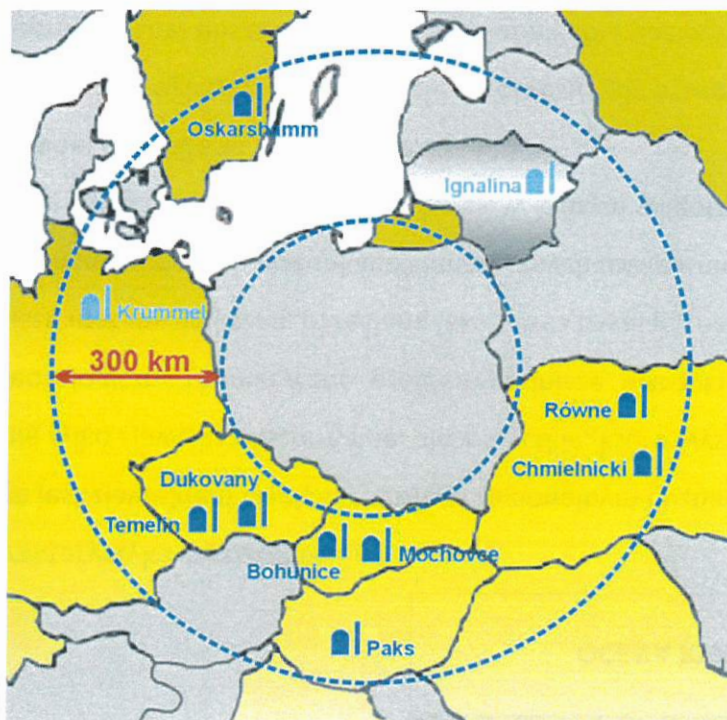 Oskarshamm
Ignalina
Krummel
300 km
Równe
Chmielnicki
Dukovany
Temelin
Bohunice
Mochovce
Paks